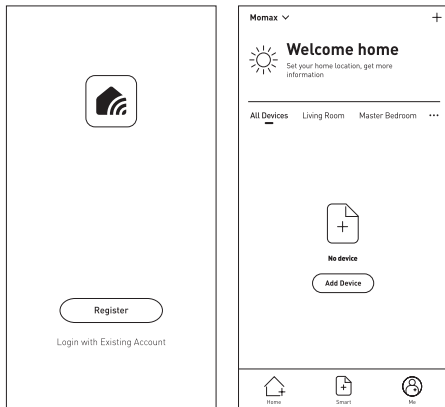 Register
Login with Existing Account
Momax
Welcome home
Set your home location, get more
information
All Devices Living Room Master Bedroom ...
No device
Add Device
Home Smart Me